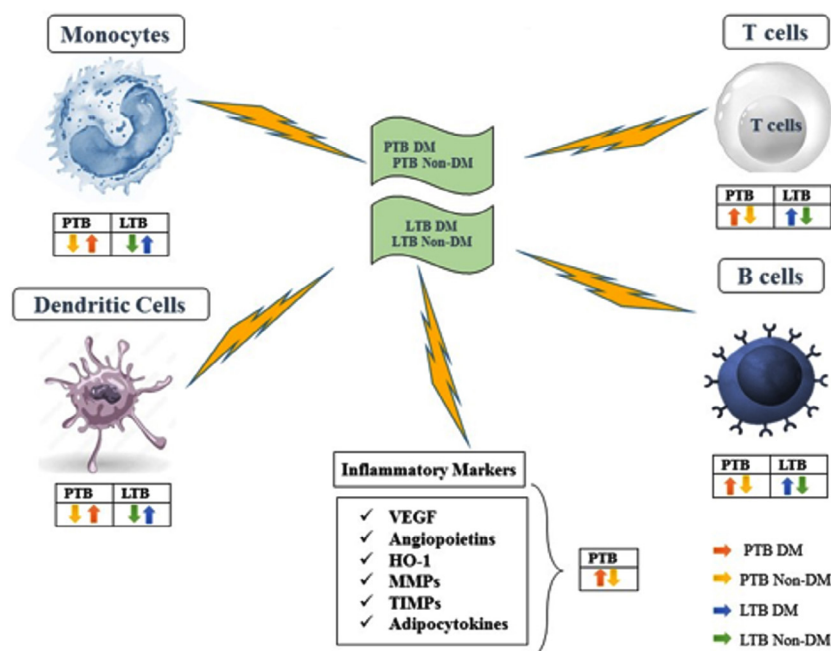 Monocytes
PTB LTB
T cells
T cells
PTB LTB
PTB DM
PTB Non-DM
LTB DM
LTB Non-DM
Dendritic Cells
PTB LTB
B cells
PTB LTB
Inflammatory Markers
✓ VEGF
✓ Angiopoietins
✓ HO-1
✓ MMPs
✓ TIMPs
✓ Adipocytokines
PTB
PTB DM
PTB Non-DM
LTB DM
LTB Non-DM